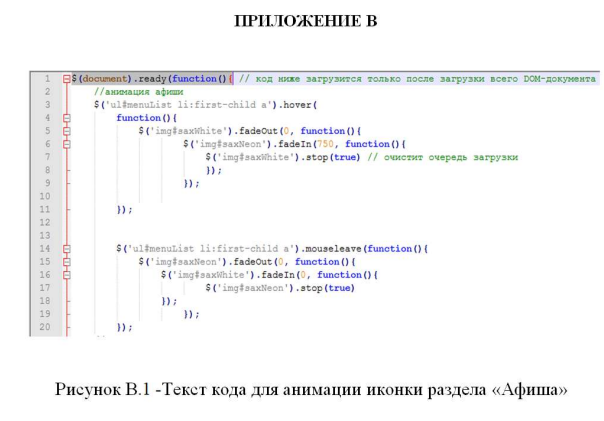 ПРИЛОЖЕНИЕ В
1 $(document).ready(function(){ // код ниже загрузится только после загрузки всего DOM-документа
2 //анимация афиши
3 $('ul#menuList li:first-child a').hover(
4 function(){
5 $('img#saxWhite').fadeOut(0, function(){
6 $('img#saxNeon').fadeIn(750, function(){
7 $('img#saxWhite').stop(true) // очистит очередь загрузки
8 });
9 });
10
11 });
12
13
14 $('ul#menuList li:first-child a').mouseleave(function(){
15 $('img#saxNeon').fadeOut(0, function(){
16 $('img#saxWhite').fadeIn(0, function(){
17 $('img#saxNeon').stop(true)
18 });
19 });
20 });
Рисунок В.1 -Текст кода для анимации иконки раздела «Афиша»